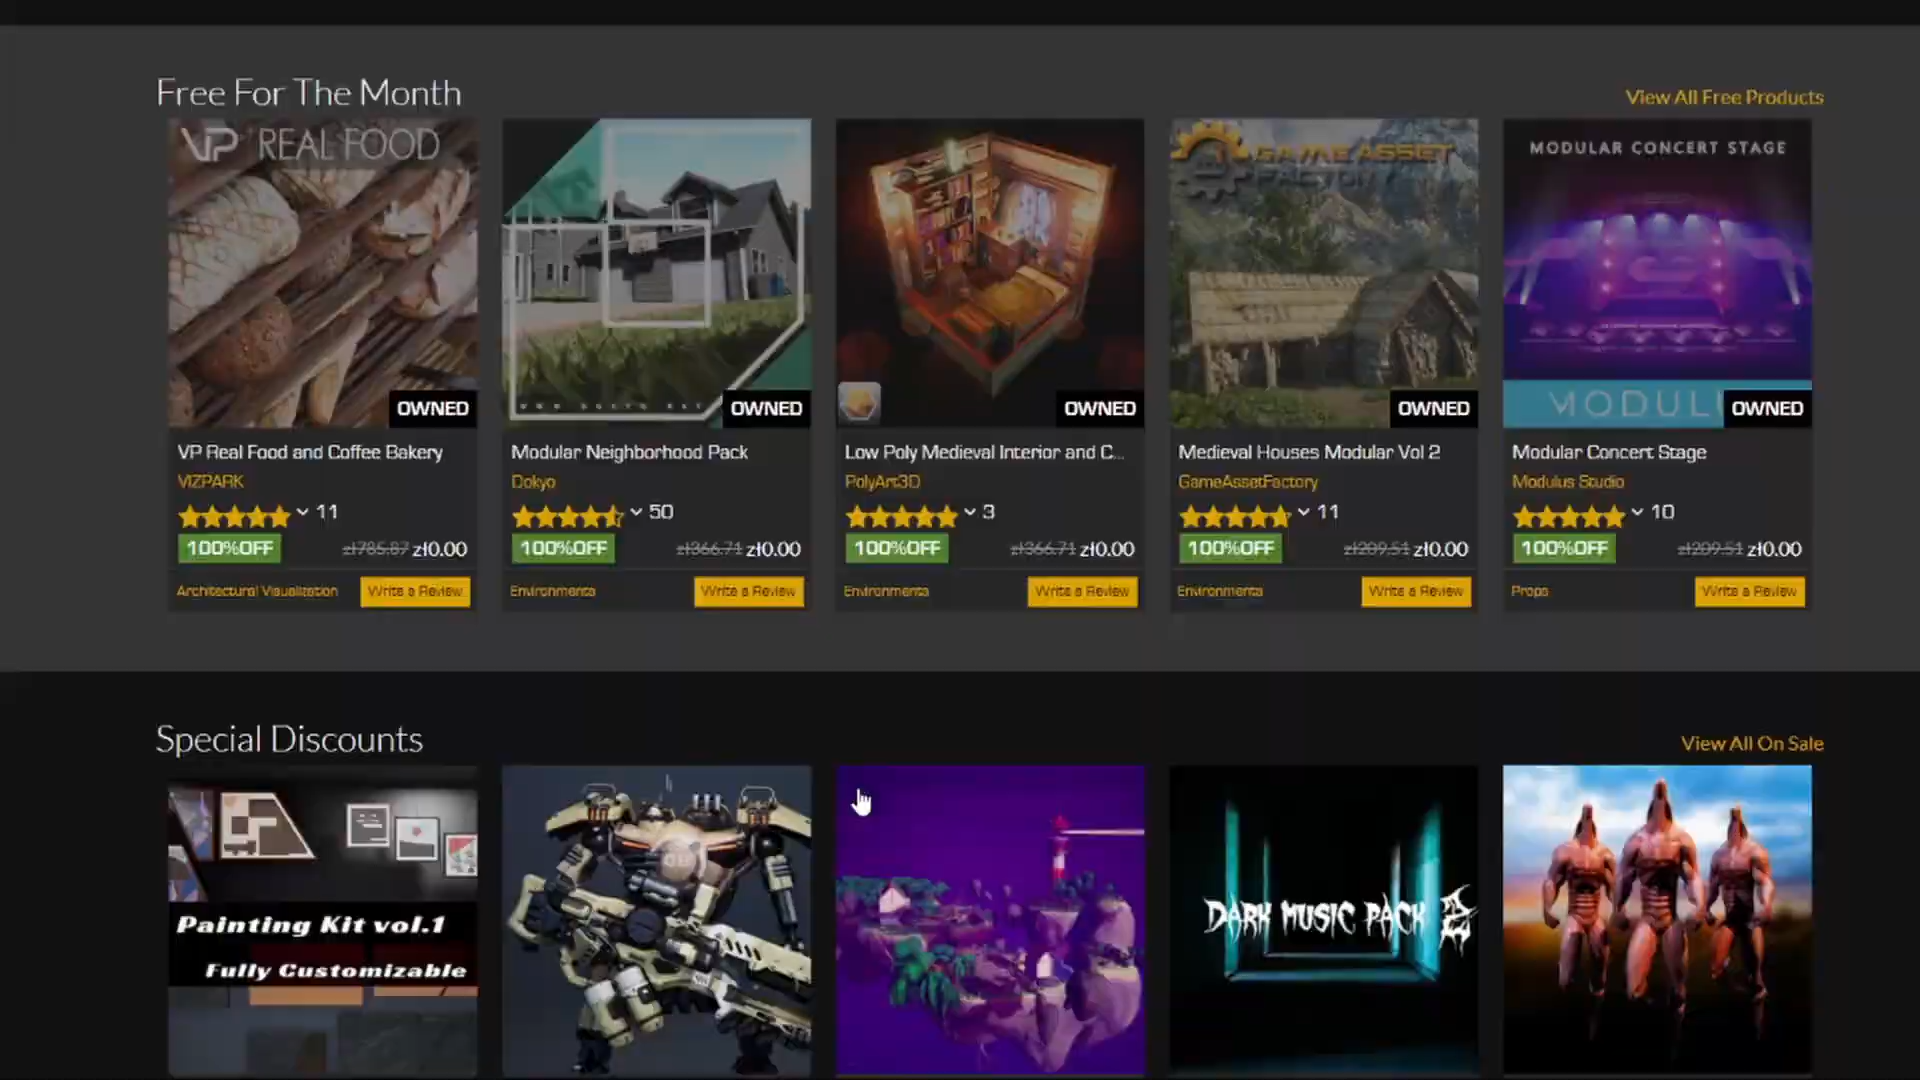 Free For The Month
View All Free Products
VP REAL FOOD
GAME ASSET
FACTORY
MODULAR CONCERT STAGE
WWW DOKYO NET
MODUL
OWNED
OWNED
OWNED
OWNED
OWNED
VP Real Food and Coffee Bakery
VIZPARK
11
100%OFF
zł785.87 zł0.00
Architectural Visualization
Write a Review
Modular Neighborhood Pack
Dokyo
50
100%OFF
zł366.71 zł0.00
Environments
Write a Review
Low Poly Medieval Interior and C...
PolyArt3D
3
100%OFF
zł366.71 zł0.00
Environments
Write a Review
Medieval Houses Modular Vol 2
GameAssetFactory
11
100%OFF
zł209.51 zł0.00
Environments
Write a Review
Modular Concert Stage
Modulus Studio
10
100%OFF
zł209.51 zł0.00
Props
Write a Review
Special Discounts
View All On Sale
Painting Kit vol.1
Fully Customizable
DARK MUSIC PACK 2